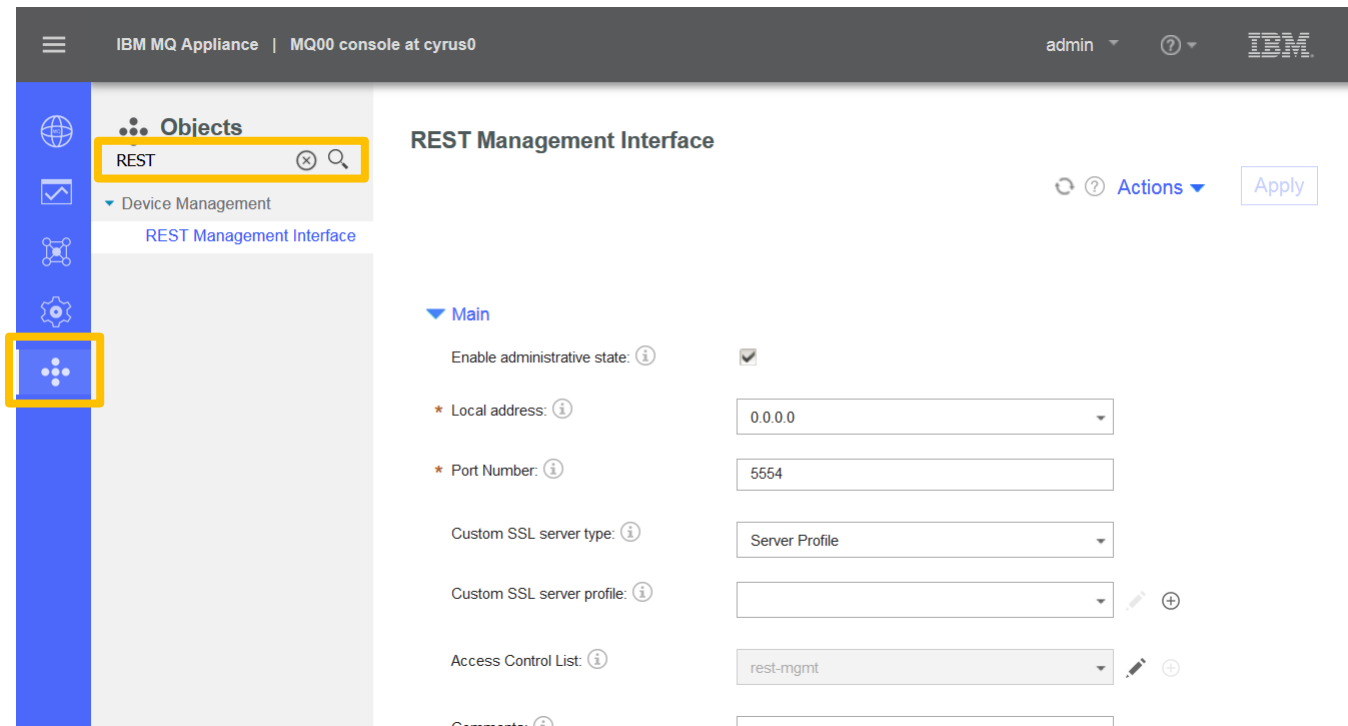 IBM MQ Appliance | MQ00 console at cyrus0
admin
IBM
Objects
REST
Device Management
REST Management Interface
REST Management Interface
Actions
Apply
Main
Enable administrative state:
* Local address:
0.0.0.0
* Port Number:
5554
Custom SSL server type:
Server Profile
Custom SSL server profile:
Access Control List:
rest-mgmt
Comments: